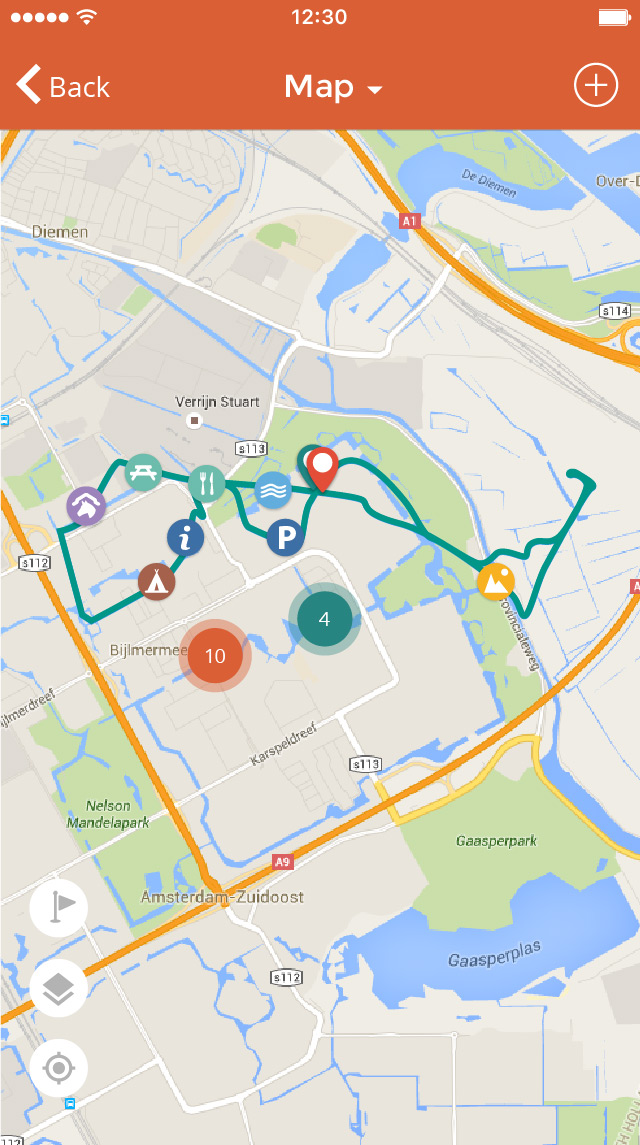 12:30
Back
Map
De Diemen
Over-D
A1
Diemen
s114
Verrijn Stuart
s113
i
P
s112
4
Provincialeweg
Bijlmermee
10
ijlmerdreef
Karspeldreef
s113
Nelson
Mandelapark
Gaasperpark
A9
Amsterdam-Zuidoost
Gaasperplas
s112